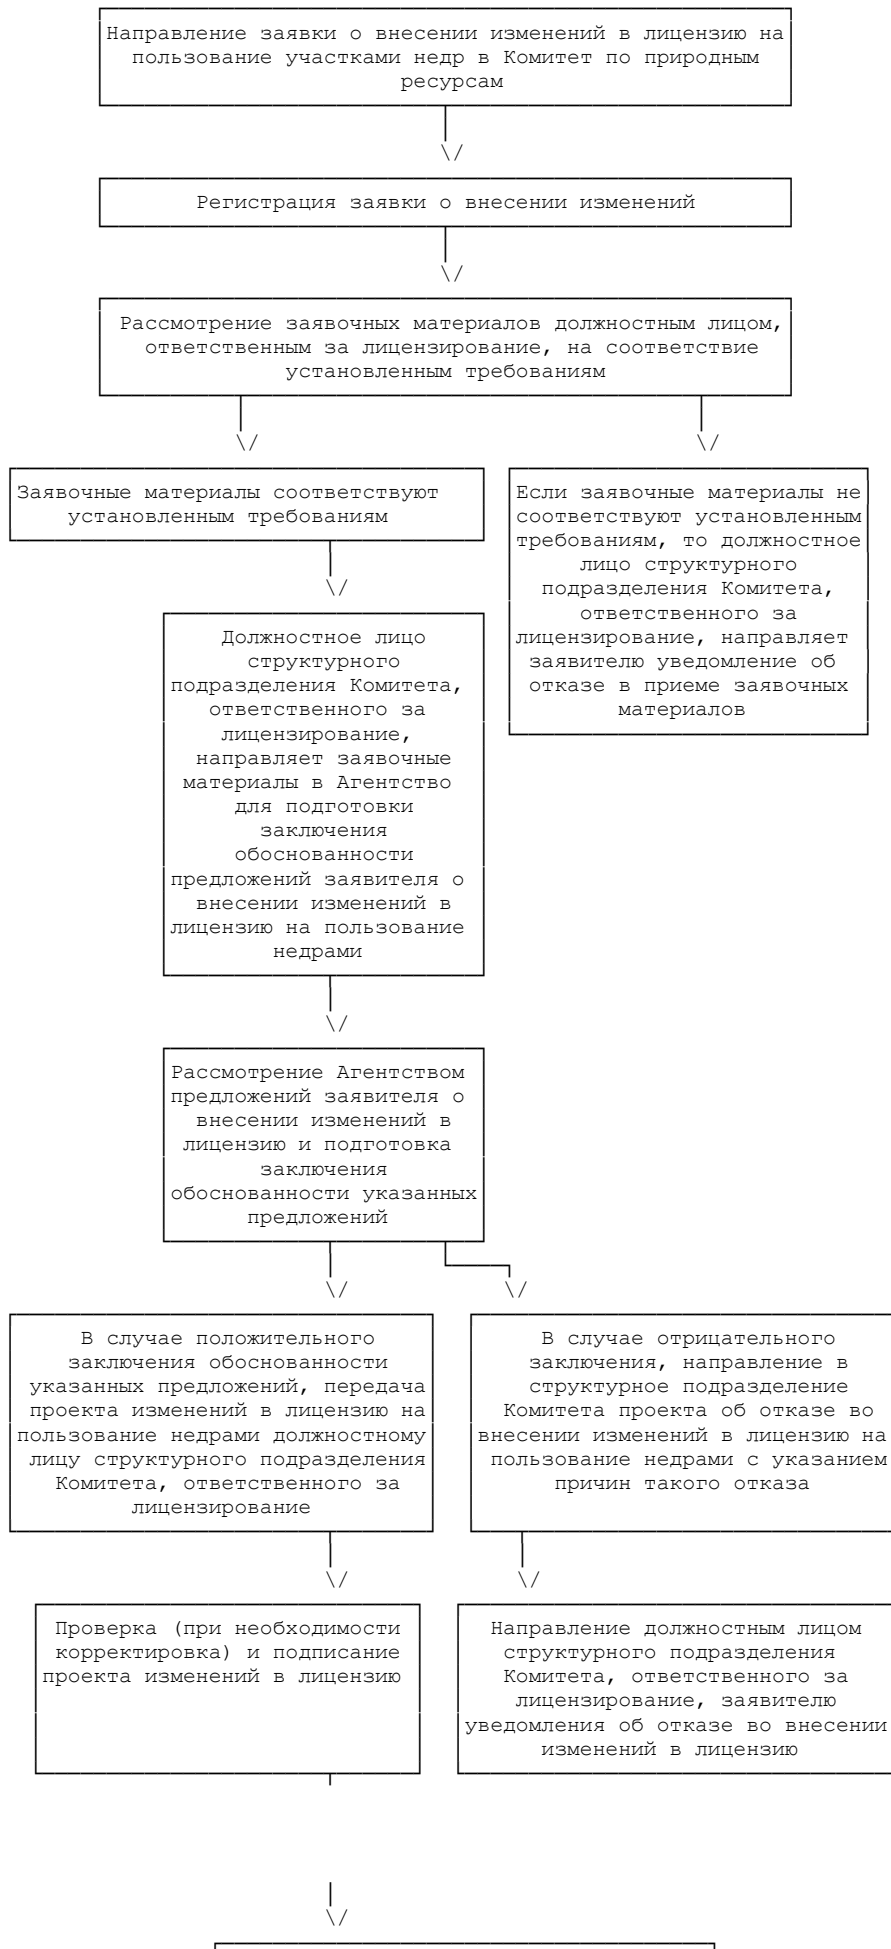 Направление заявки о внесении изменений в лицензию на
пользование участками недр в Комитет по природным
ресурсам
Регистрация заявки о внесении изменений
Рассмотрение заявочных материалов должностным лицом,
ответственным за лицензирование, на соответствие
установленным требованиям
Заявочные материалы соответствуют
установленным требованиям
Если заявочные материалы не
соответствуют установленным
требованиям, то должностное
лицо структурного
подразделения Комитета,
ответственного за
лицензирование, направляет
заявителю уведомление об
отказе в приеме заявочных
материалов
Должностное лицо
структурного
подразделения Комитета,
ответственного за
лицензирование,
направляет заявочные
материалы в Агентство
для подготовки
заключения
обоснованности
предложений заявителя о
внесении изменений в
лицензию на пользование
недрами
Рассмотрение Агентством
предложений заявителя о
внесении изменений в
лицензию и подготовка
заключения
обоснованности указанных
предложений
В случае положительного
заключения обоснованности
указанных предложений, передача
проекта изменений в лицензию на
пользование недрами должностному
лицу структурного подразделения
Комитета, ответственного за
лицензирование
В случае отрицательного
заключения, направление в
структурное подразделение
Комитета проекта об отказе во
внесении изменений в лицензию на
пользование недрами с указанием
причин такого отказа
Проверка (при необходимости
корректировка) и подписание
проекта изменений в лицензию
Направление должностным лицом
структурного подразделения
Комитета, ответственного за
лицензирование, заявителю
уведомления об отказе во внесении
изменений в лицензию